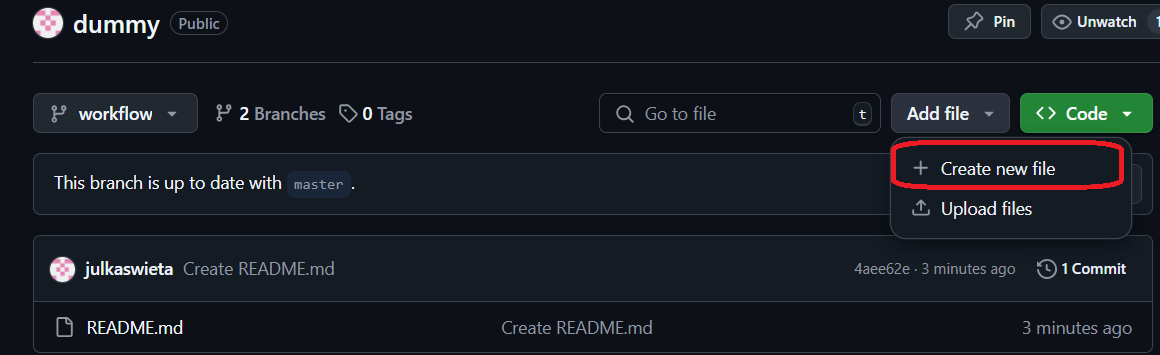 dummy Public Pin Unwatch 1
workflow 2 Branches 0 Tags Go to file t Add file Code
This branch is up to date with master.
Create new file
Upload files
julkaswieta Create README.md 4aee62e · 3 minutes ago 1 Commit
README.md Create README.md 3 minutes ago